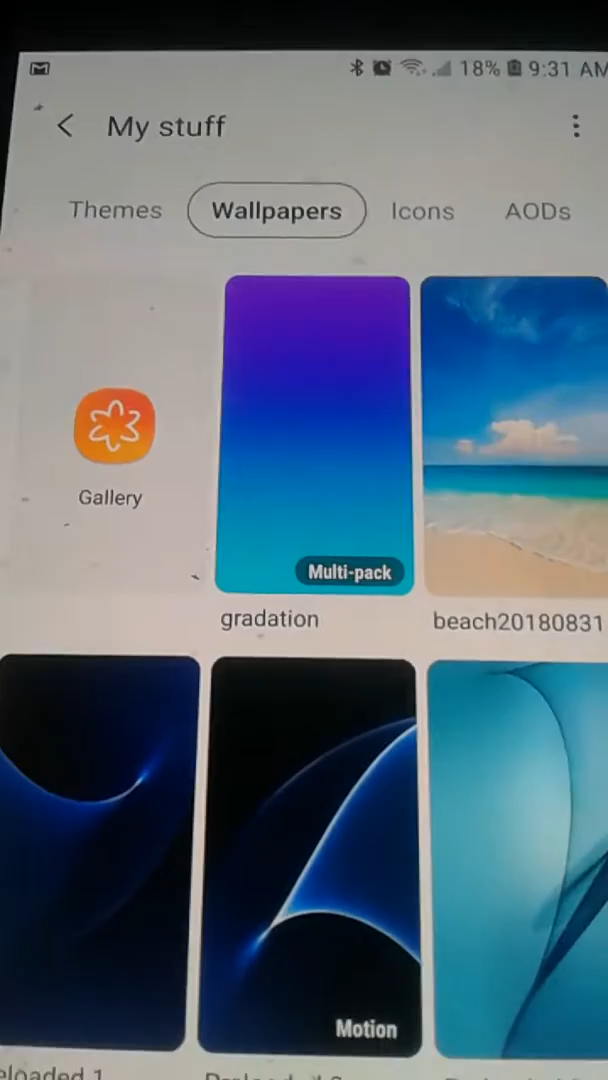 18% 9:31 AM
My stuff
Themes Wallpapers Icons AODs
Gallery
Multi-pack
gradation
beach20180831
Motion